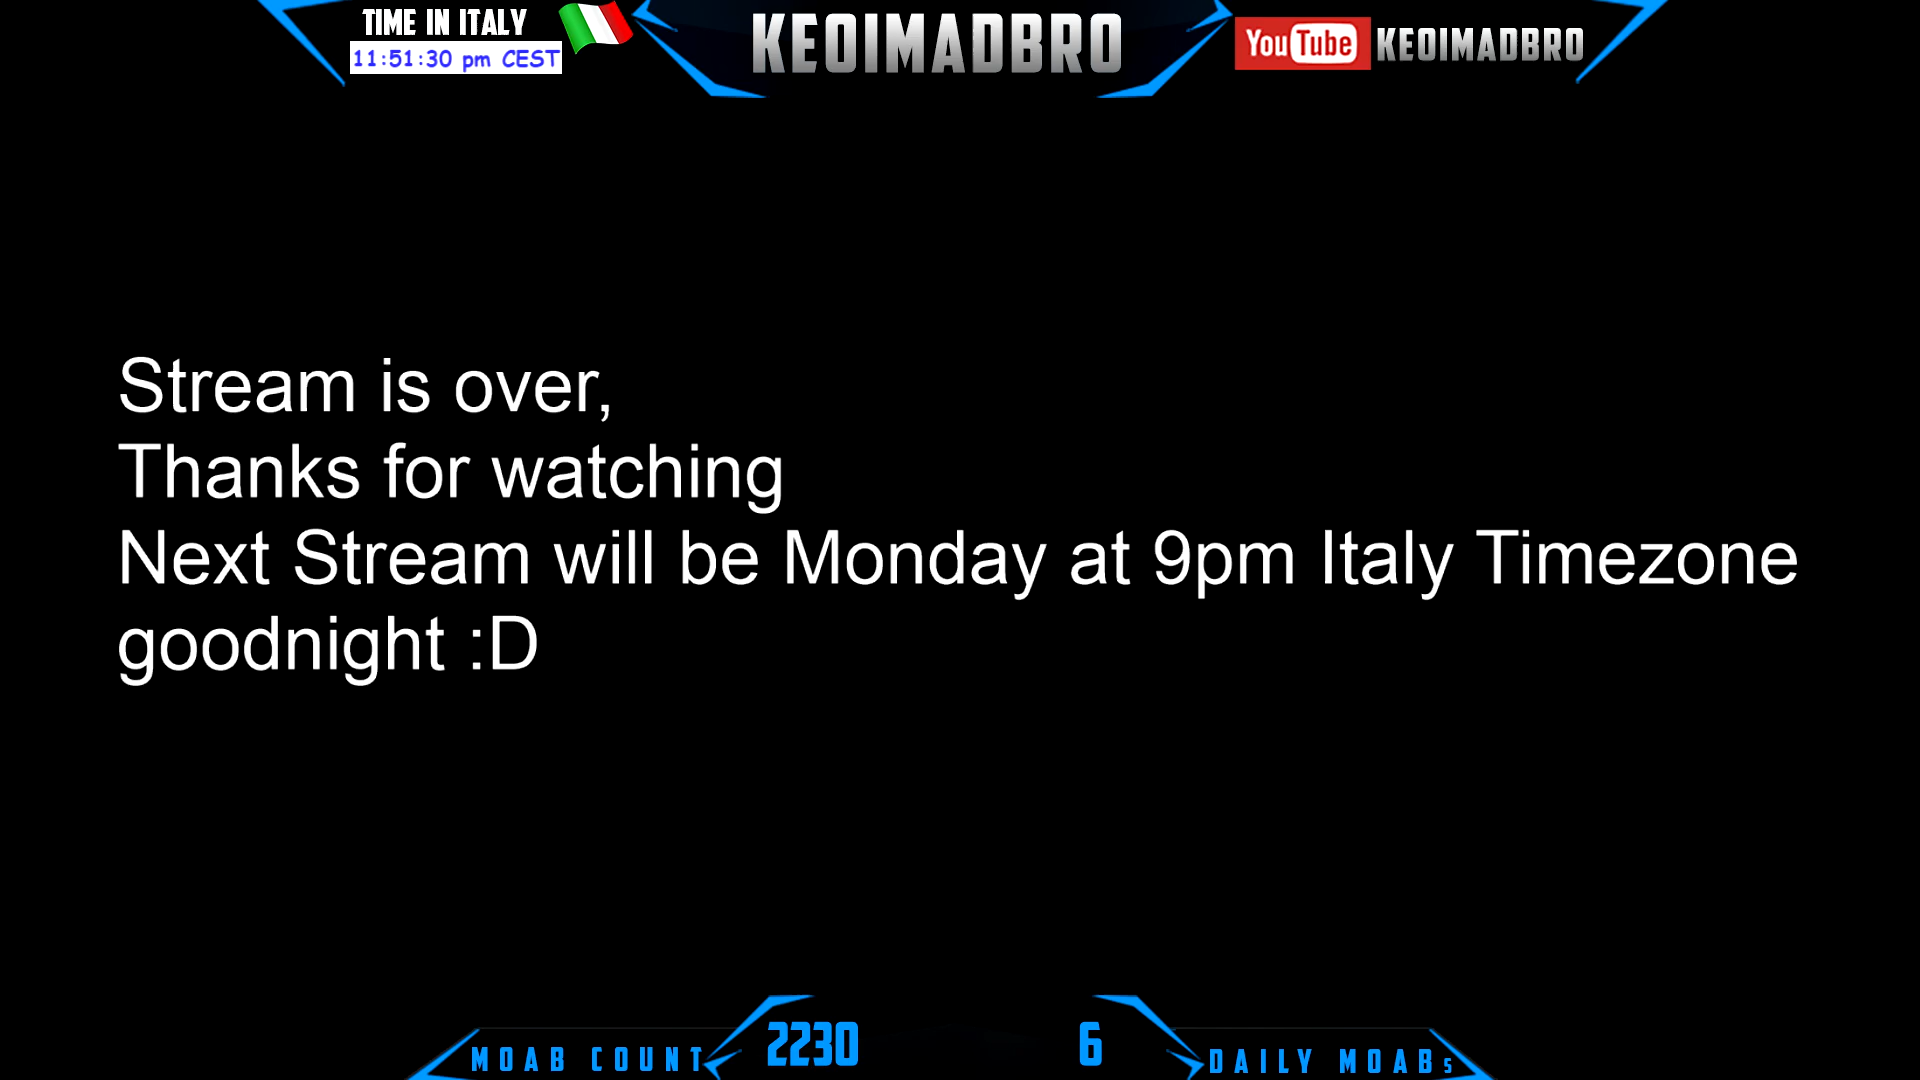 TIME IN ITALY
11:51:30 pm CEST
KEOIMADBRO
YouTube KEOIMADBRO
Stream is over,
Thanks for watching
Next Stream will be Monday at 9pm Italy Timezone
goodnight :D
MOAB COUNT 2230
6 DAILY MOABs